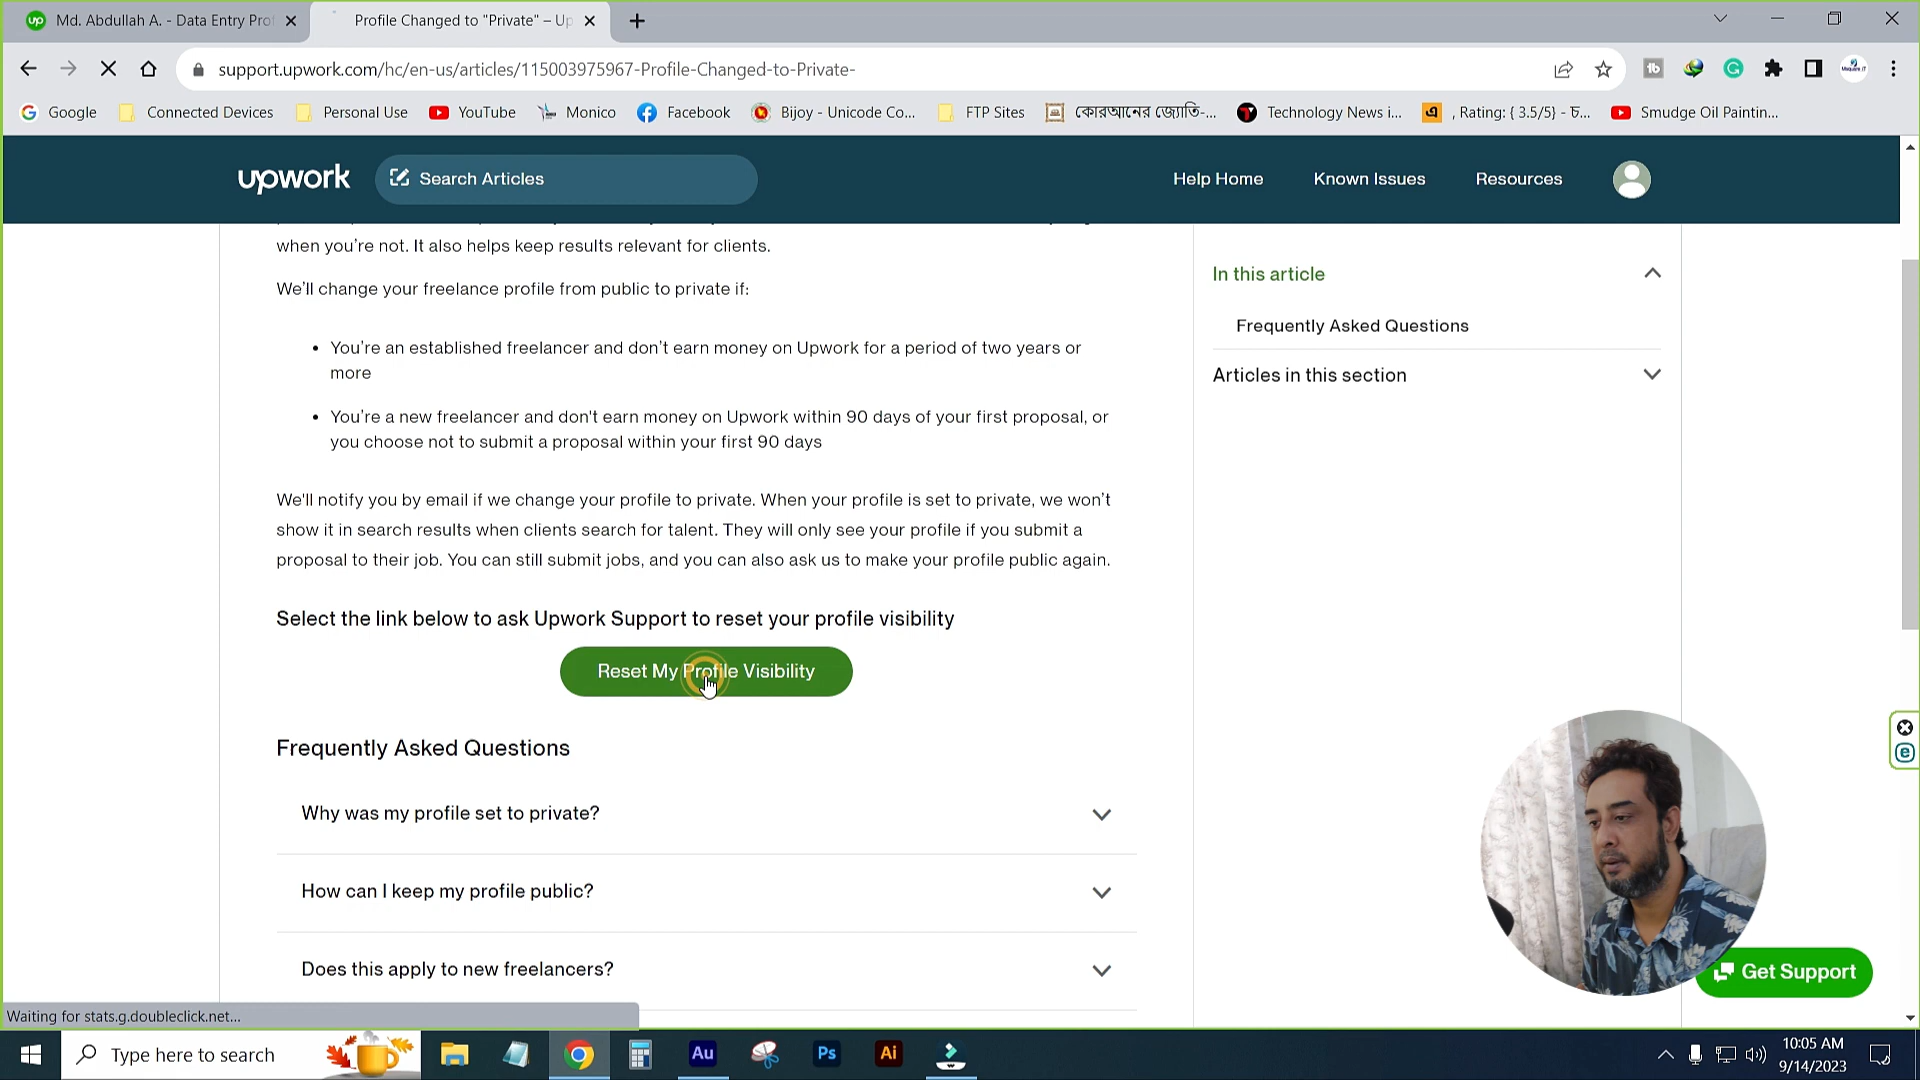 Md. Abdullah A. - Data Entry Pro
Profile Changed to "Private" – Up
support.upwork.com/hc/en-us/articles/115003975967-Profile-Changed-to-Private-
Google
Connected Devices
Personal Use
YouTube
Monico
Facebook
Bijoy - Unicode Co...
FTP Sites
কোরআনের জ্যোতি-...
Technology News i...
, Rating: { 3.5/5} - চ...
Smudge Oil Paintin...
upwork
Search Articles
Help Home
Known Issues
Resources
when you're not. It also helps keep results relevant for clients.
We'll change your freelance profile from public to private if:
• You're an established freelancer and don't earn money on Upwork for a period of two years or
more
• You're a new freelancer and don't earn money on Upwork within 90 days of your first proposal, or
you choose not to submit a proposal within your first 90 days
We'll notify you by email if we change your profile to private. When your profile is set to private, we won't
show it in search results when clients search for talent. They will only see your profile if you submit a
proposal to their job. You can still submit jobs, and you can also ask us to make your profile public again.
Select the link below to ask Upwork Support to reset your profile visibility
Reset My Profile Visibility
Frequently Asked Questions
Why was my profile set to private?
How can I keep my profile public?
Does this apply to new freelancers?
In this article
Frequently Asked Questions
Articles in this section
Get Support
Waiting for stats.g.doubleclick.net...
Type here to search
Au
Ps
Ai
10:05 AM
9/14/2023